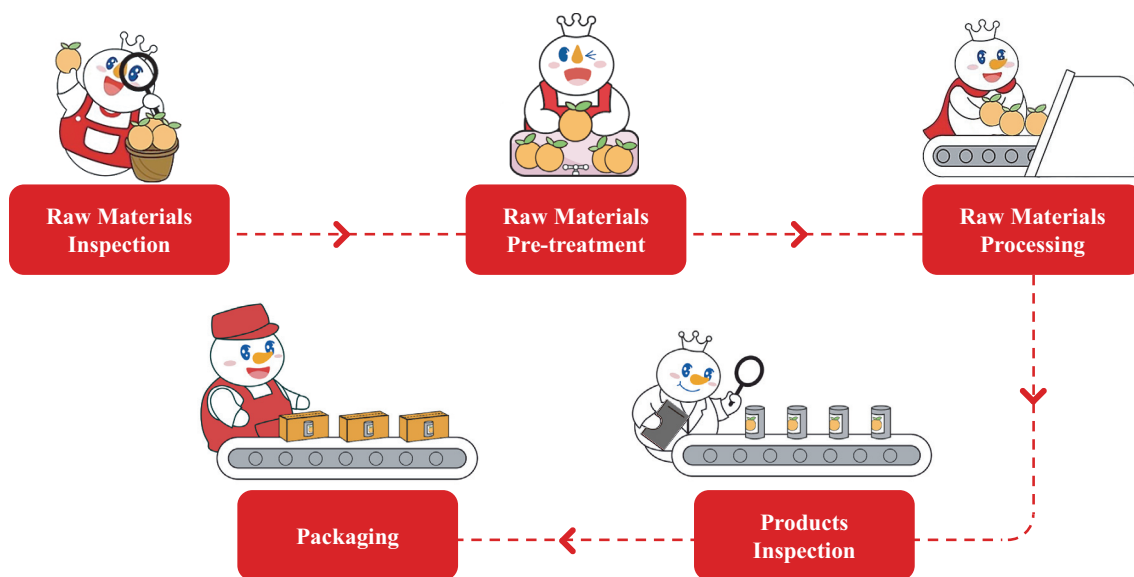 Raw Materials
Inspection
Raw Materials
Pre-treatment
Raw Materials
Processing
Products
Inspection
Packaging